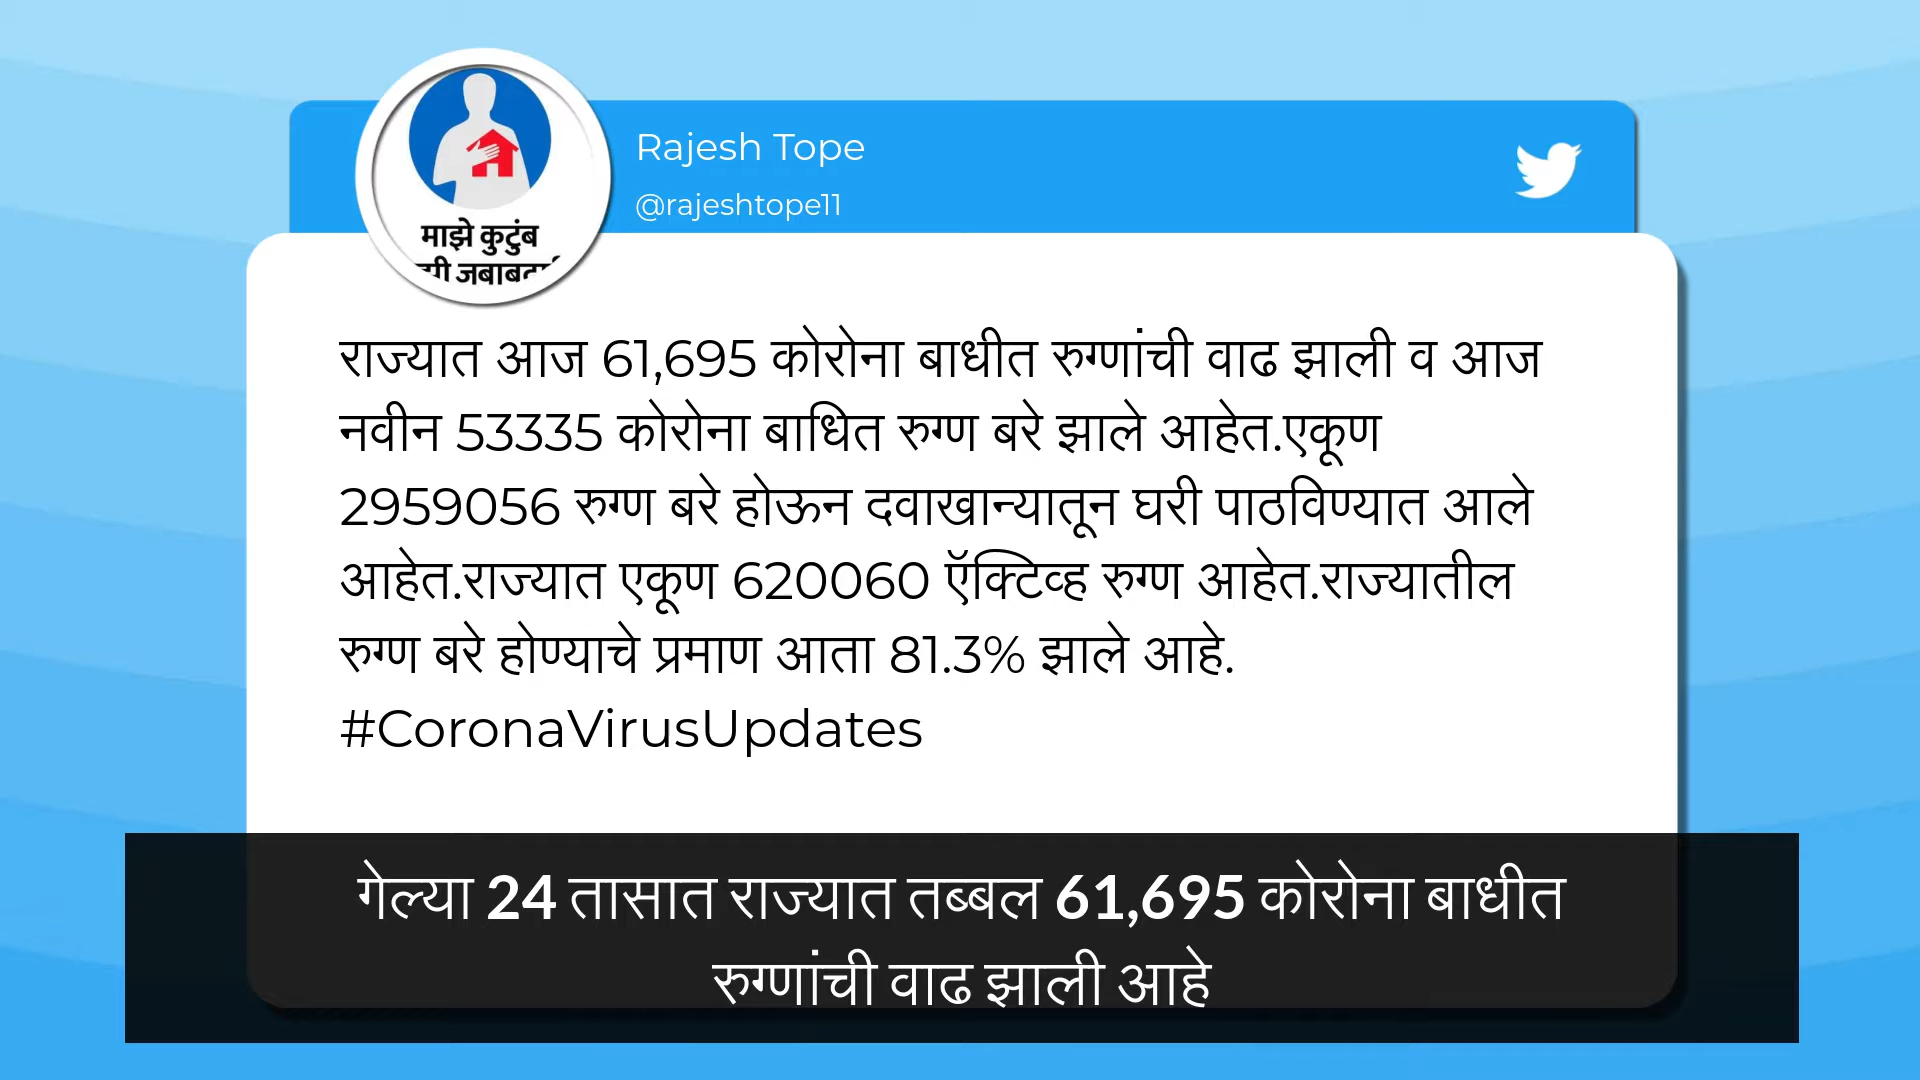 Rajesh Tope
@rajeshtope11
माझे कुटुंब
राज्यात आज 61,695 कोरोना बाधीत रुग्णांची वाढ झाली व आज
नवीन 53335 कोरोना बाधित रुग्ण बरे झाले आहेत.एकूण
2959056 रुग्ण बरे होऊन दवाखान्यातून घरी पाठविण्यात आले
आहेत.राज्यात एकूण 620060 ऍक्टिव्ह रुग्ण आहेत.राज्यातील
रुग्ण बरे होण्याचे प्रमाण आता 81.3% झाले आहे.
#CoronaVirusUpdates
गेल्या 24 तासात राज्यात तब्बल 61,695 कोरोना बाधीत
रुग्णांची वाढ झाली आहे